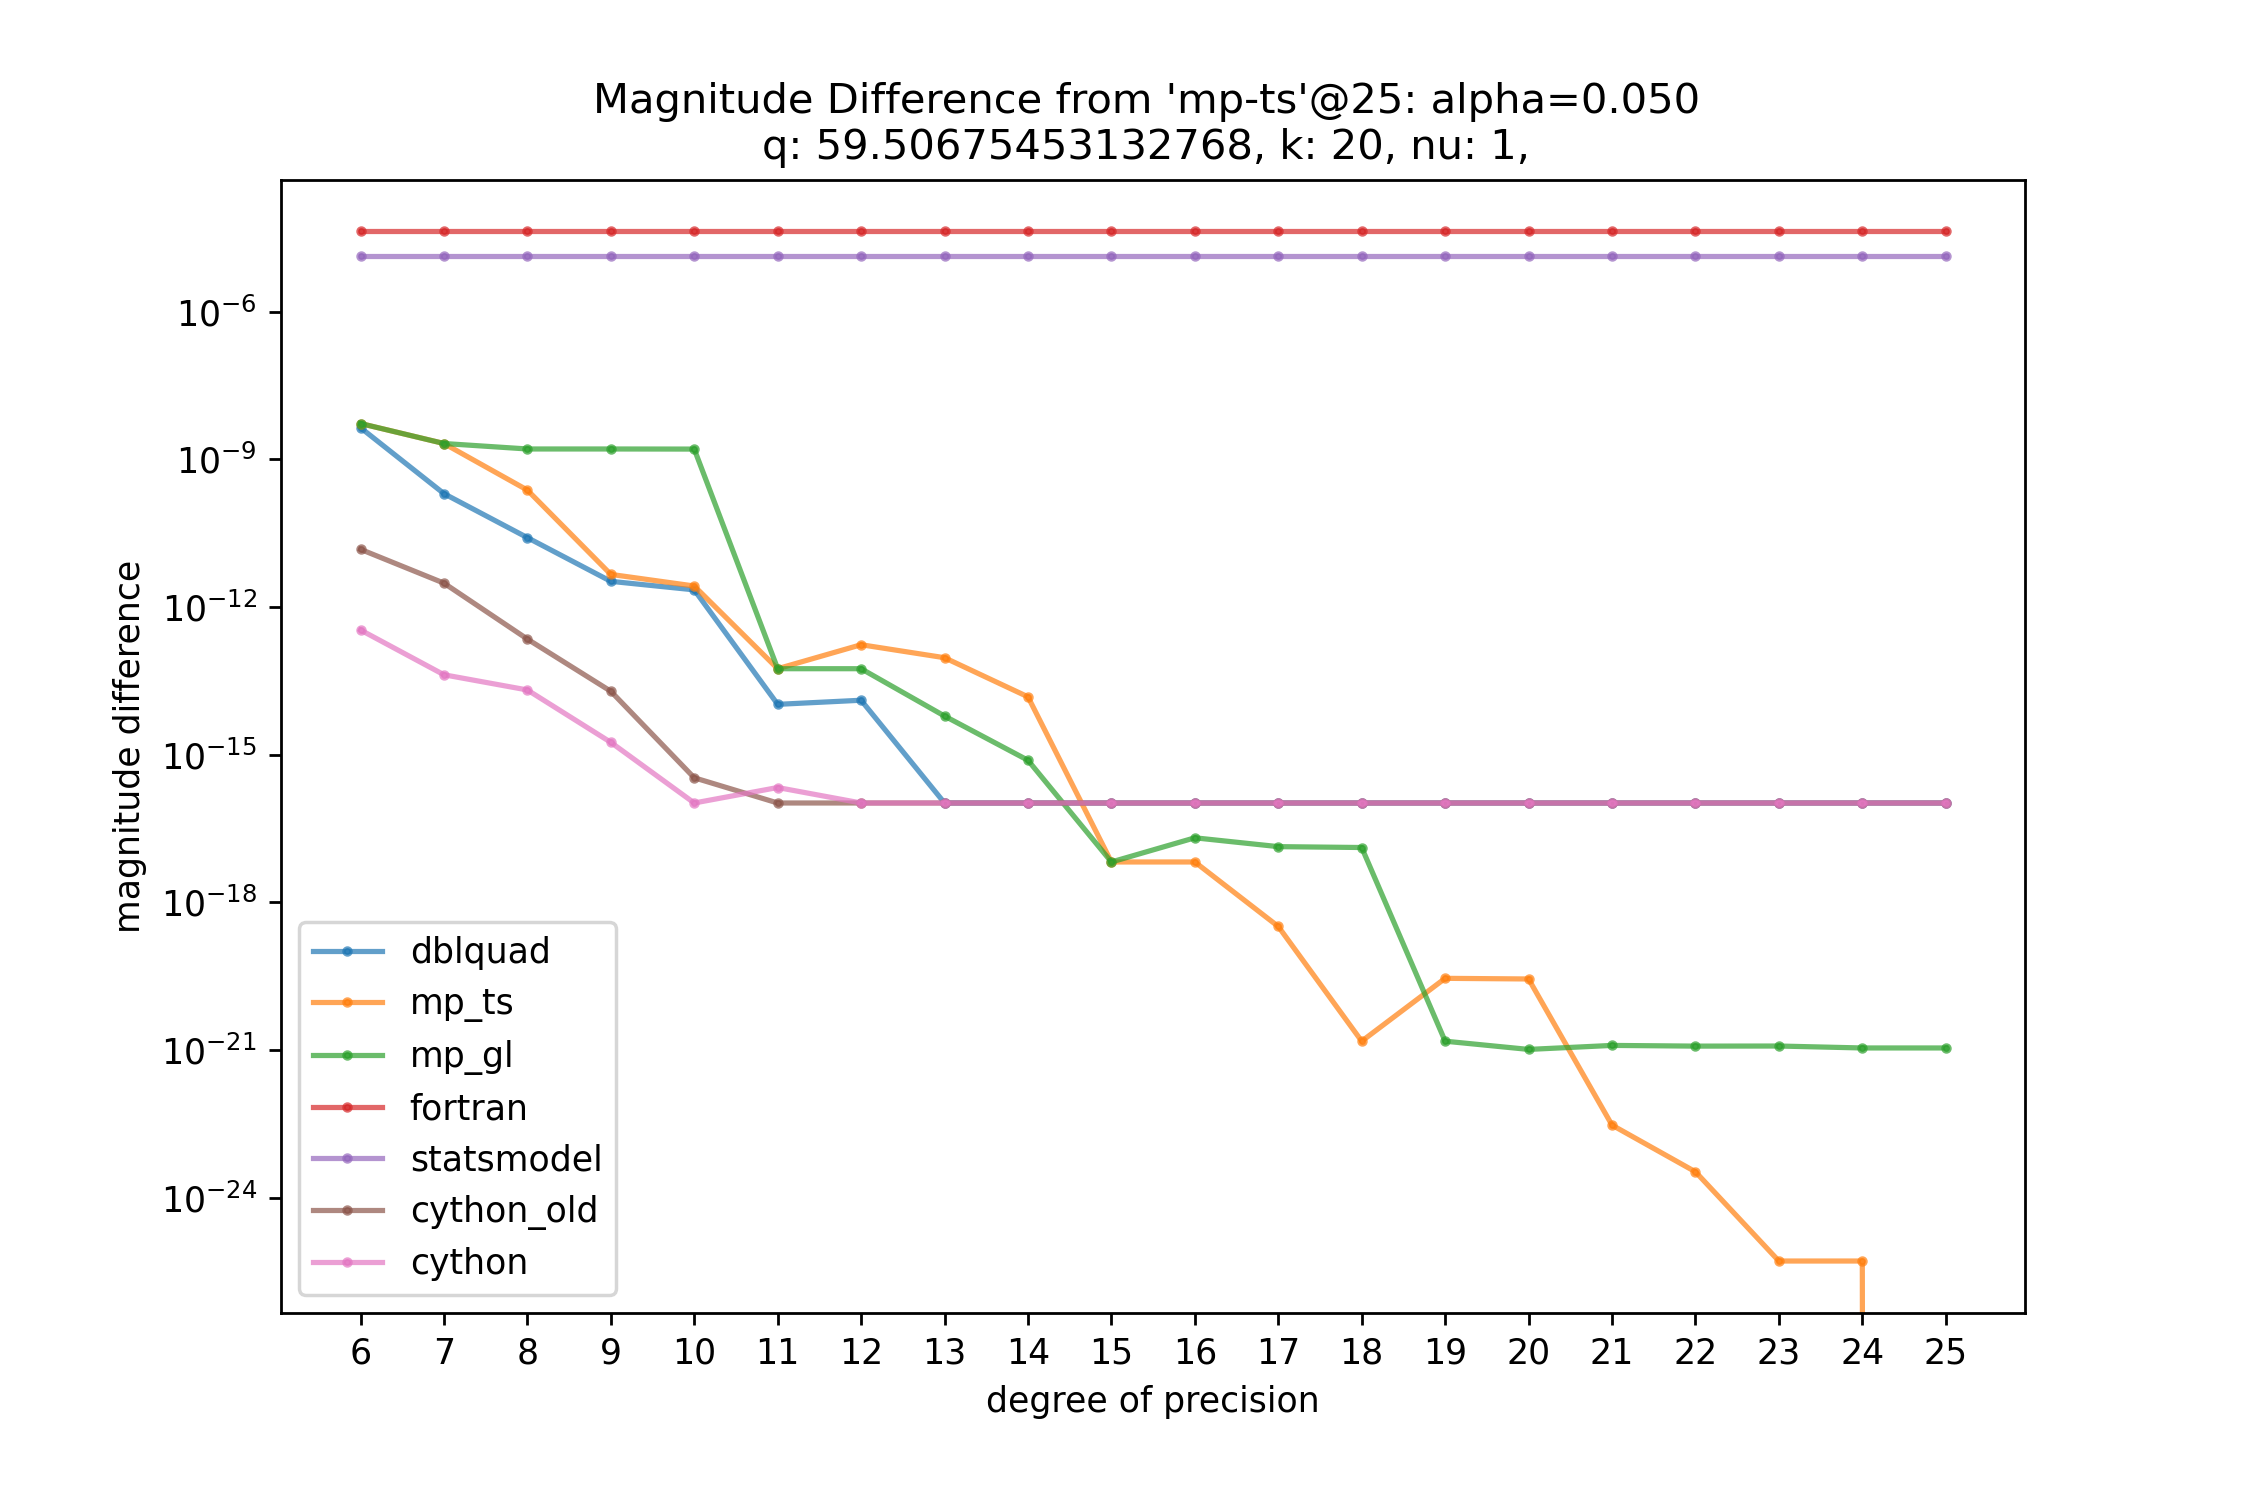 Magnitude Difference from 'mp-ts'@25: alpha=0.050
q: 59.50675453132768, k: 20, nu: 1,
magnitude difference
10⁻⁶
10⁻⁹
10⁻¹²
10⁻¹⁵
10⁻¹⁸
10⁻²¹
10⁻²⁴
dblquad
mp_ts
mp_gl
fortran
statsmodel
cython_old
cython
6 7 8 9 10 11 12 13 14 15 16 17 18 19 20 21 22 23 24 25
degree of precision